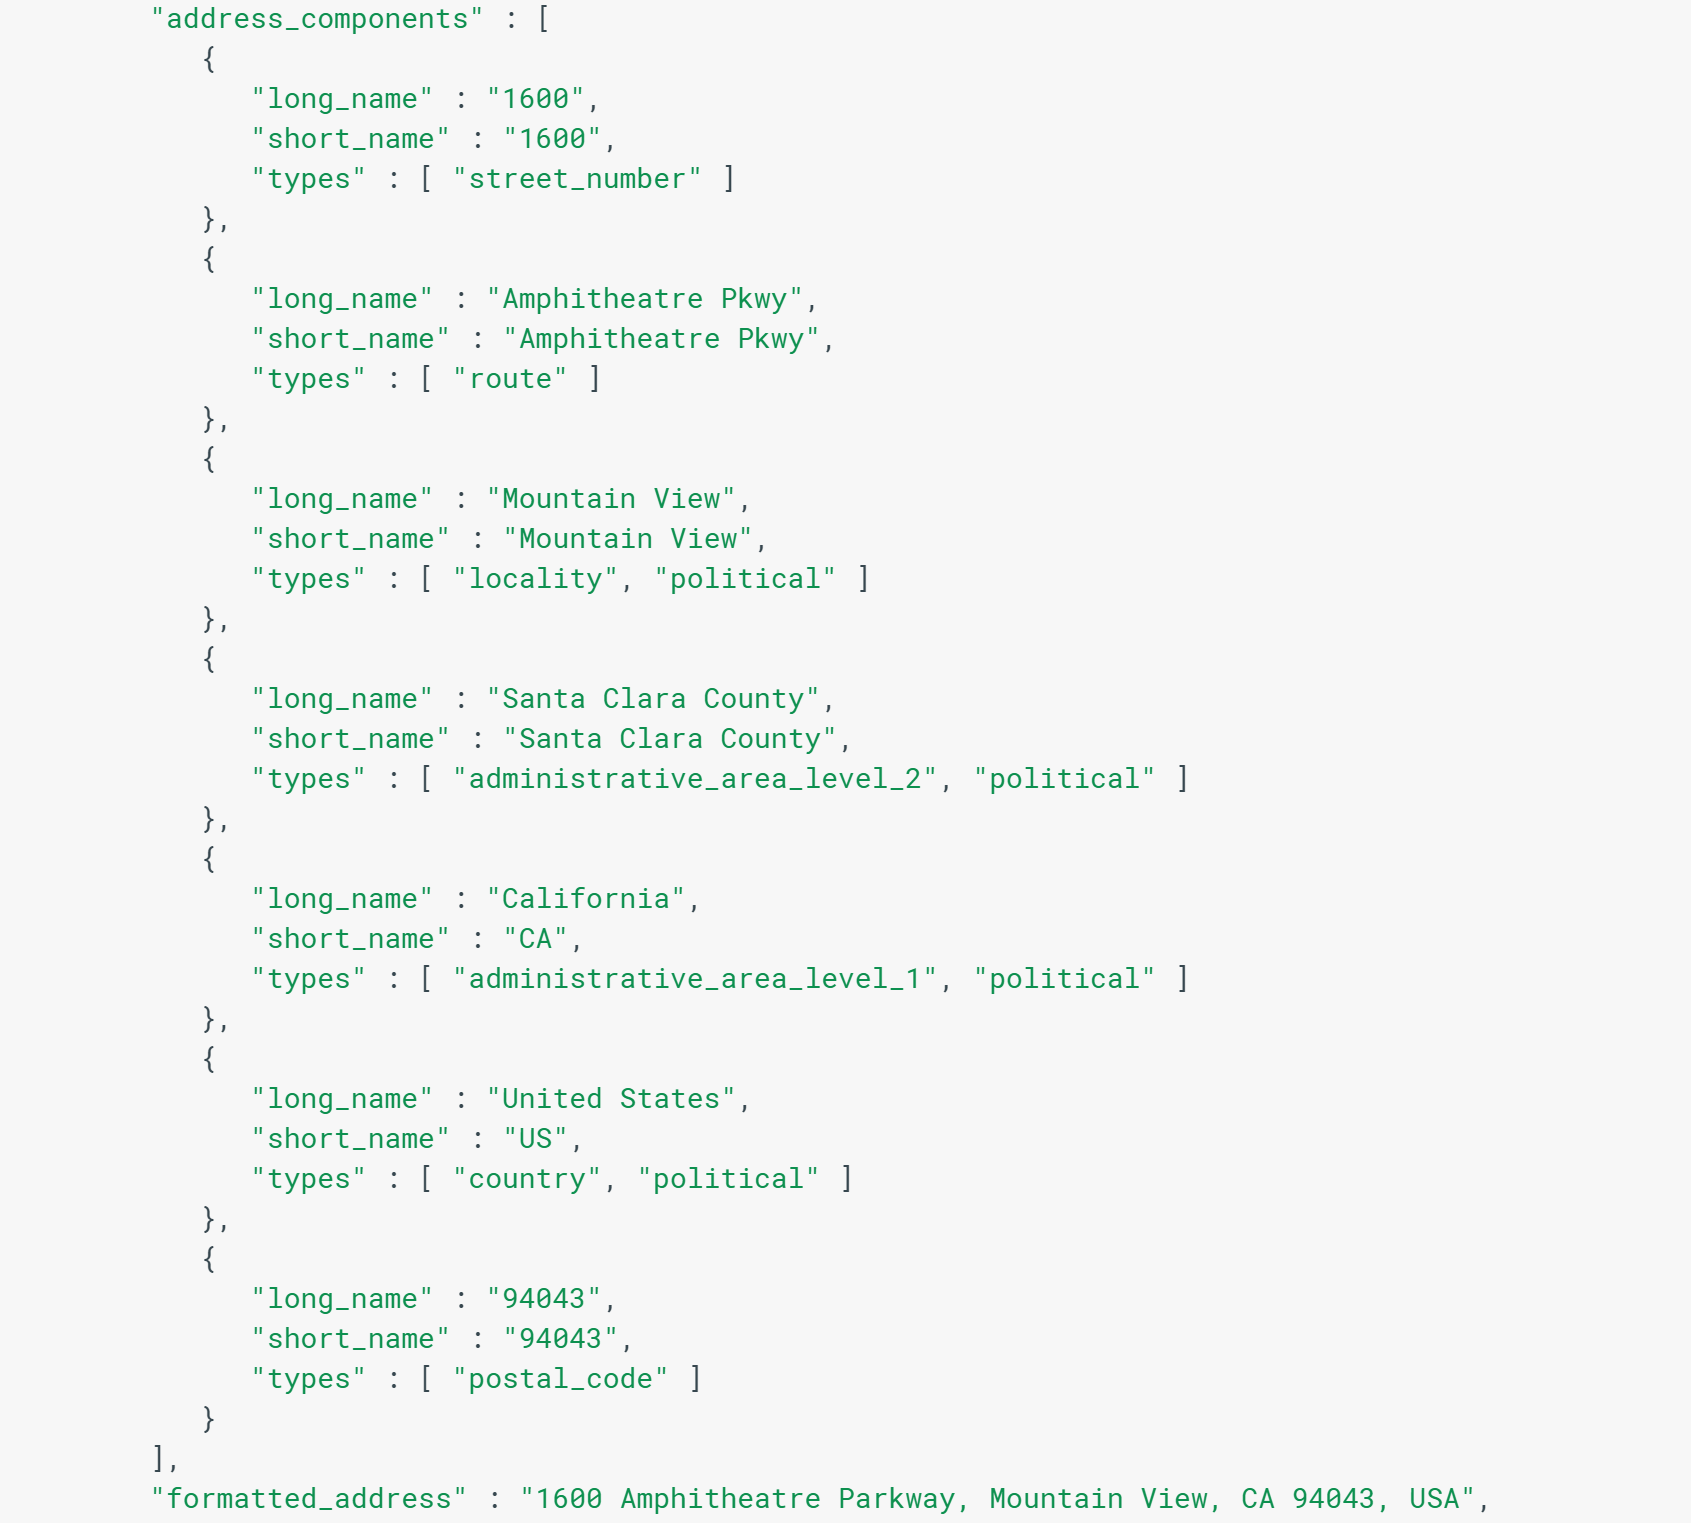 "address_components" : [
{
"long_name" : "1600",
"short_name" : "1600",
"types" : [ "street_number" ]
},
{
"long_name" : "Amphitheatre Pkwy",
"short_name" : "Amphitheatre Pkwy",
"types" : [ "route" ]
},
{
"long_name" : "Mountain View",
"short_name" : "Mountain View",
"types" : [ "locality", "political" ]
},
{
"long_name" : "Santa Clara County",
"short_name" : "Santa Clara County",
"types" : [ "administrative_area_level_2", "political" ]
},
{
"long_name" : "California",
"short_name" : "CA",
"types" : [ "administrative_area_level_1", "political" ]
},
{
"long_name" : "United States",
"short_name" : "US",
"types" : [ "country", "political" ]
},
{
"long_name" : "94043",
"short_name" : "94043",
"types" : [ "postal_code" ]
}
],
"formatted_address" : "1600 Amphitheatre Parkway, Mountain View, CA 94043, USA",